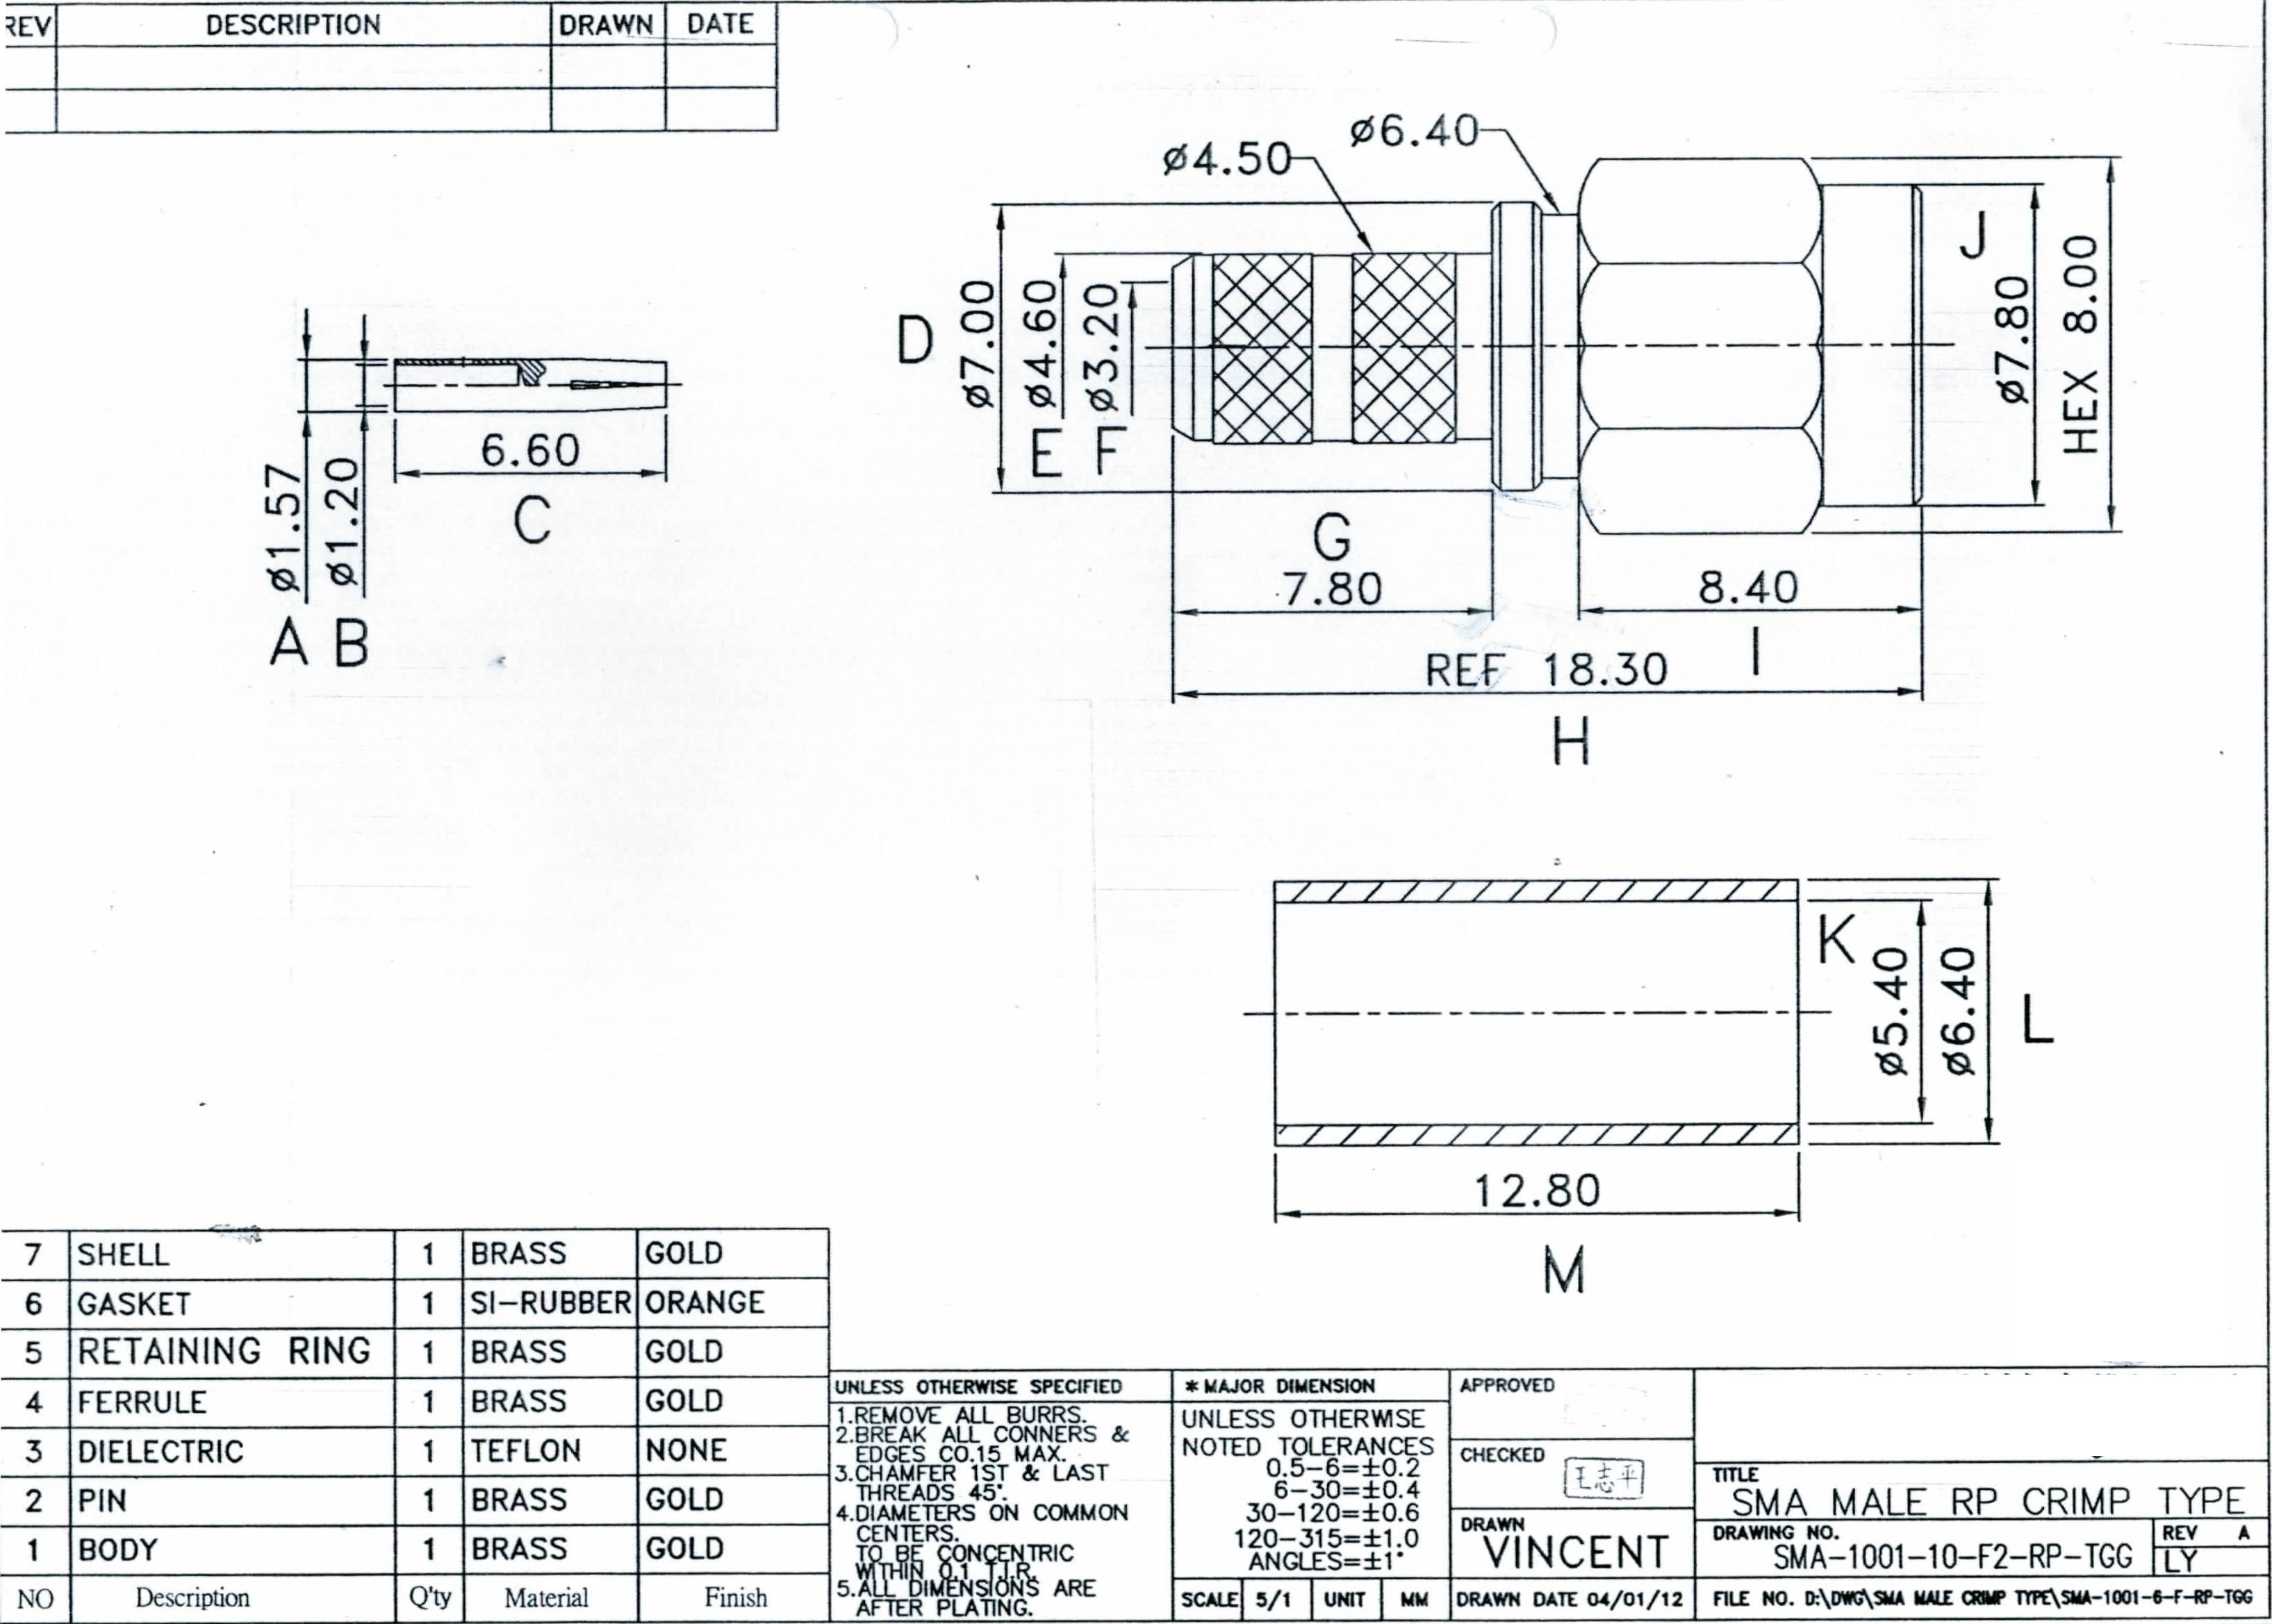 REV DESCRIPTION DRAWN DATE
ø6.40
ø4.50
D ø7.00
E ø4.60
F ø3.20
J ø7.80
HEX 8.00
6.60
C
ø1.57
A
ø1.20
B
G
7.80
8.40
I
REF 18.30
H
K ø5.40
ø6.40 L
12.80
M
7 SHELL 1 BRASS GOLD
6 GASKET 1 SI-RUBBER ORANGE
5 RETAINING RING 1 BRASS GOLD
4 FERRULE 1 BRASS GOLD
3 DIELECTRIC 1 TEFLON NONE
2 PIN 1 BRASS GOLD
1 BODY 1 BRASS GOLD
NO Description Q'ty Material Finish
UNLESS OTHERWISE SPECIFIED
1.REMOVE ALL BURRS.
2.BREAK ALL CONNERS &
EDGES CO.15 MAX.
3.CHAMFER 1ST & LAST
THREADS 45°.
4.DIAMETERS ON COMMON
CENTERS.
TO BE CONCENTRIC
WITHIN 0.1 T.I.R.
5.ALL DIMENSIONS ARE
AFTER PLATING.
* MAJOR DIMENSION
UNLESS OTHERWISE
NOTED TOLERANCES
0.5-6=±0.2
6-30=±0.4
30-120=±0.6
120-315=±1.0
ANGLES=±1°
SCALE 5/1 UNIT MM
APPROVED
CHECKED 王志平
DRAWN
VINCENT
DRAWN DATE 04/01/12
TITLE
SMA MALE RP CRIMP TYPE
DRAWING NO.
SMA-1001-10-F2-RP-TGG
REV A
LY
FILE NO. D:\DWG\SMA MALE CRIMP TYPE\SMA-1001-6-F-RP-TGG